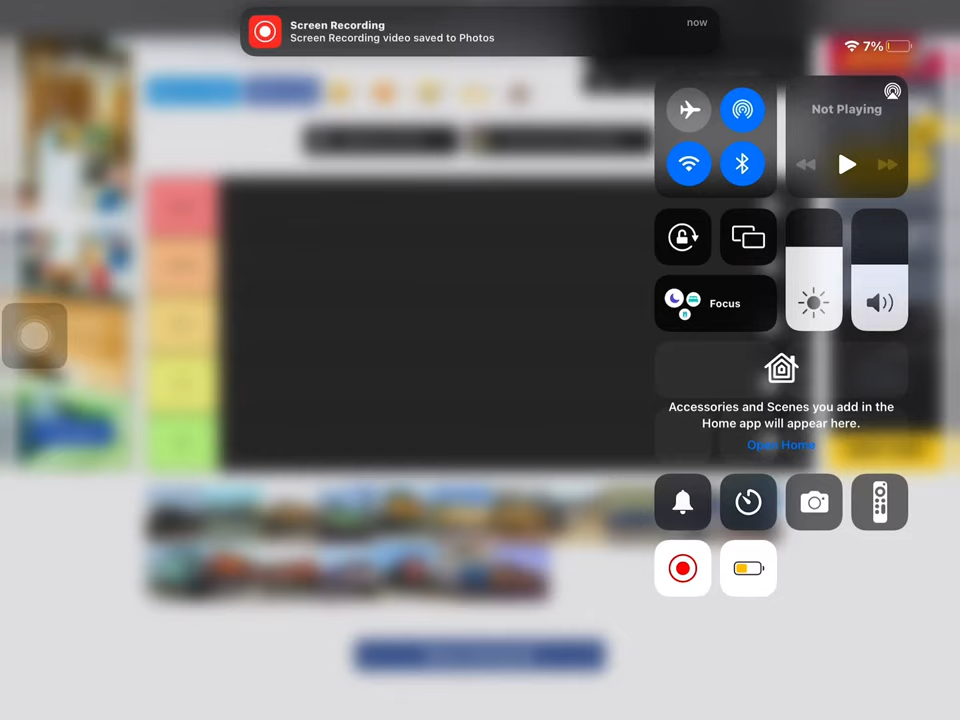 Screen Recording
now
Screen Recording video saved to Photos
7%
Not Playing
Focus
Accessories and Scenes you add in the
Home app will appear here.
Open Home